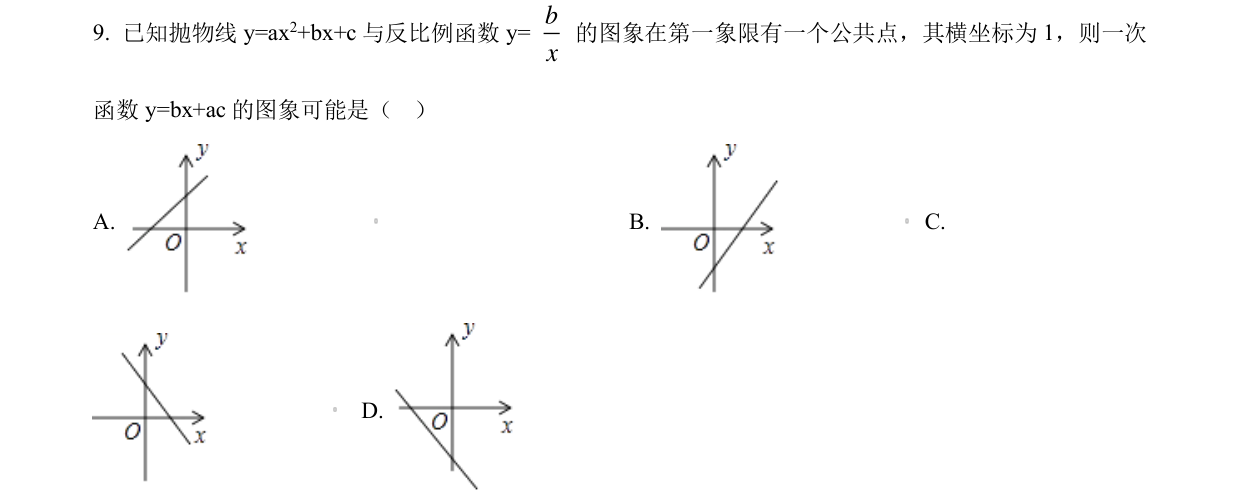 9. 已知抛物线 y=ax²+bx+c 与反比例函数 y= b/x 的图象在第一象限有一个公共点，其横坐标为 1，则一次
函数 y=bx+ac 的图象可能是（ ）
A. y O x B. y O x C.
y O x D. y O x